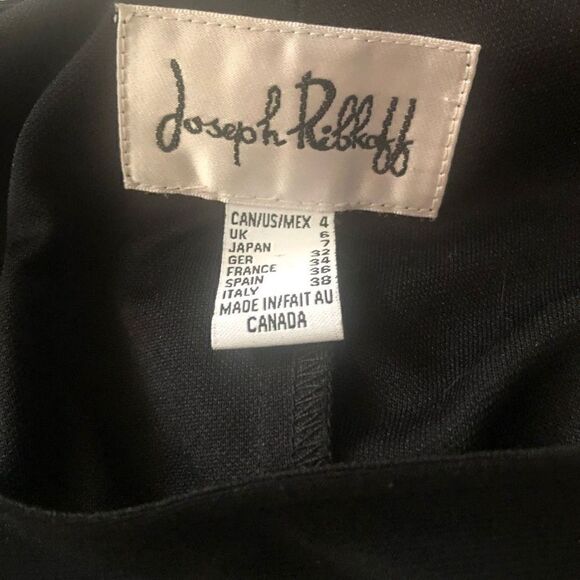 Joseph Ribkoff
CAN/US/MEX 4
UK 6
JAPAN 7
GER 32
FRANCE 34
SPAIN 36
ITALY 38
MADE IN/FAIT AU
CANADA